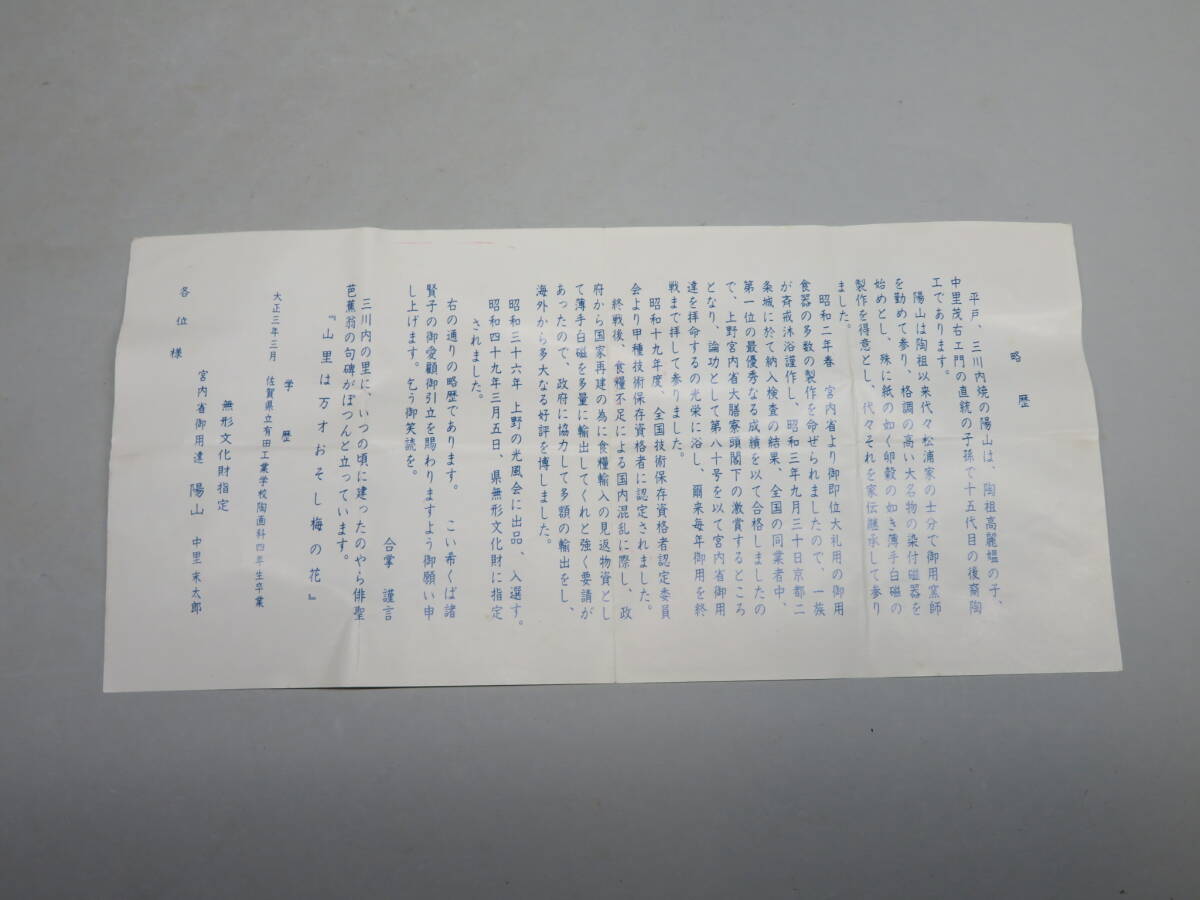 略歴
平戸、三川内焼の陽山は、陶祖高麗媼の子、
中里茂右ヱ門の直統の子孫で十五代目の後裔陶
工であります。
陽山は陶祖以来代々松浦家の士分で御用窯師
を勤めて参り、格調の高い大名物の染付磁器を
始めとし、殊に紙の如く卵殻の如き薄手白磁の
製作を得意とし、代々それを家伝継承して参り
ました。
昭和二年春 宮内省より御即位大礼用の御用
食器の多数の製作を命ぜられましたので、一族
が斉戒沐浴謹作し、昭和三年九月三十日京都二
条城に於て納入検査の結果、全国の同業者中、
第一位の最優秀なる成績を以て合格しましたの
で、上野宮内省大膳寮頭閣下の激賞するところ
となり、論功として第八十号を以て宮内省御用
達を拝命するの光栄に浴し、爾来毎年御用を終
戦まで拝して参りました。
昭和十九年度、全国技術保存資格者認定委員
会より甲種技術保存資格者に認定されました。
終戦後、食糧不足による国内混乱に際し、政
府から国家再建の為に食糧輸入の見返物資とし
て薄手白磁を多量に輸出してくれと強く要請が
あったので、政府に協力して多額の輸出をし、
海外から多大なる好評を博しました。
昭和三十六年 上野の光風会に出品、入選す。
昭和四十九年三月五日、県無形文化財に指定
されました。
右の通りの略歴であります。 こい希くば諸
賢子の御愛顧御引立を賜わりますよう御願い申
し上げます。乞う御笑読を。
合掌 謹言
三川内の里に、いつの頃に建ったのやら俳聖
芭蕉翁の句碑がぽつんと立っています。
『山里は万才おそし梅の花』
学歴
大正三年三月 佐賀県立有田工業学校陶画科四年生卒業
無形文化財指定
宮内省御用達 陽山 中里末太郎
各位様